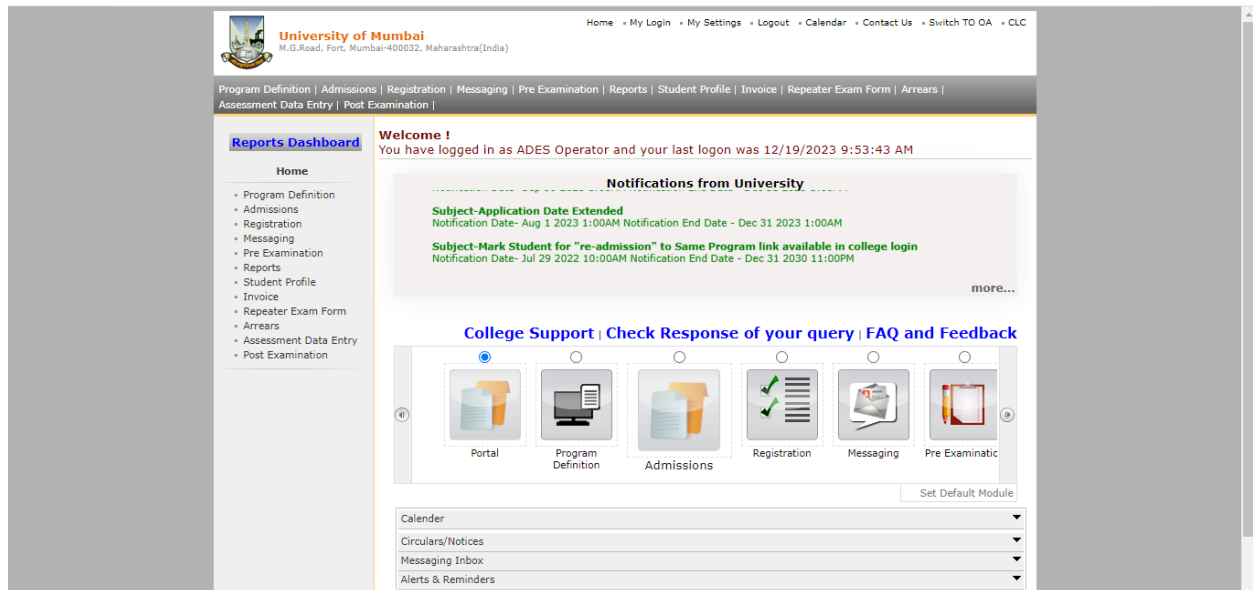 Home My Login My Settings Logout Calendar Contact Us Switch TO OA CLC
University of Mumbai
M.G.Road, Fort, Mumbai-400032, Maharashtra(India)
Program Definition | Admissions | Registration | Messaging | Pre Examination | Reports | Student Profile | Invoice | Repeater Exam Form | Arrears |
Assessment Data Entry | Post Examination |
Reports Dashboard
Home
Program Definition
Admissions
Registration
Messaging
Pre Examination
Reports
Student Profile
Invoice
Repeater Exam Form
Arrears
Assessment Data Entry
Post Examination
Welcome !
You have logged in as ADES Operator and your last logon was 12/19/2023 9:53:43 AM
Notifications from University
Subject-Application Date Extended
Notification Date- Aug 1 2023 1:00AM Notification End Date - Dec 31 2023 1:00AM
Subject-Mark Student for "re-admission" to Same Program link available in college login
Notification Date- Jul 29 2022 10:00AM Notification End Date - Dec 31 2030 11:00PM
more...
College Support | Check Response of your query | FAQ and Feedback
Portal
Program
Definition
Admissions
Registration
Messaging
Pre Examinatic
Set Default Module
Calender
Circulars/Notices
Messaging Inbox
Alerts & Reminders